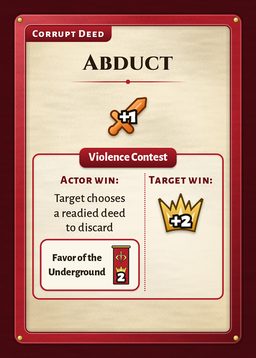 Corrupt Deed
Abduct
+1
Violence Contest
Actor win:
Target chooses
a readied deed
to discard
Favor of the
Underground
2
Target win:
+2